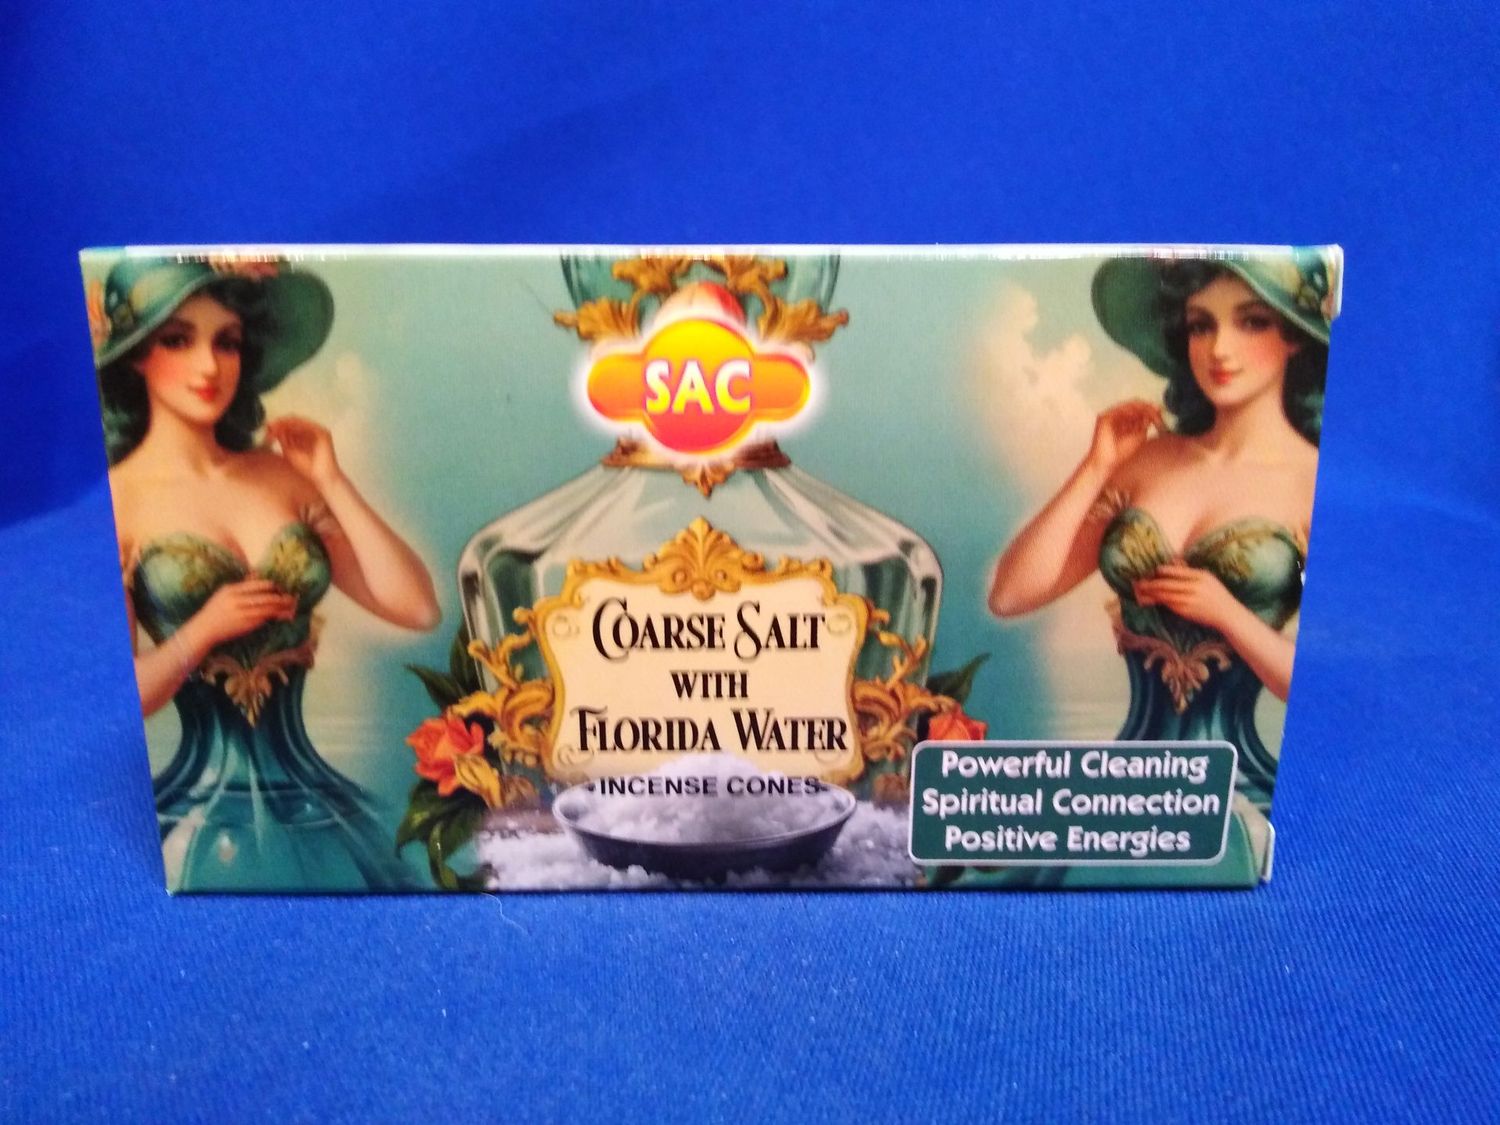 SAC
COARSE SALT
WITH
FLORIDA WATER
INCENSE CONES
Powerful Cleaning
Spiritual Connection
Positive Energies